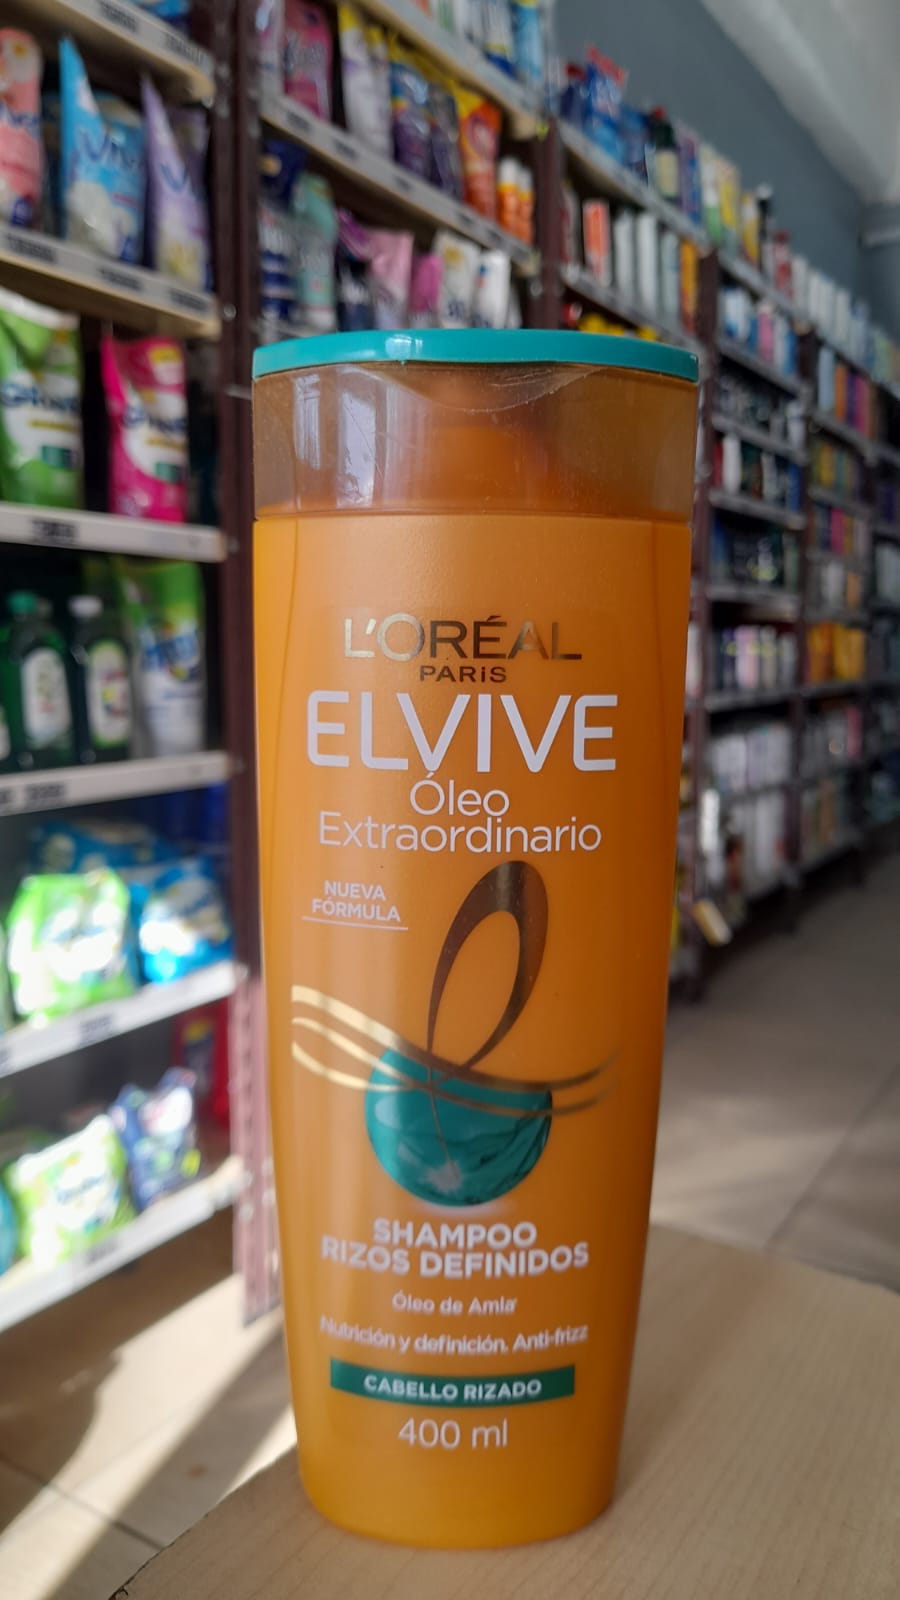 L'ORÉAL
PARIS
ELVIVE
Óleo
Extraordinario
NUEVA
FÓRMULA
SHAMPOO
RIZOS DEFINIDOS
Óleo de Amla
Nutrición y definición. Anti-frizz
CABELLO RIZADO
400 ml